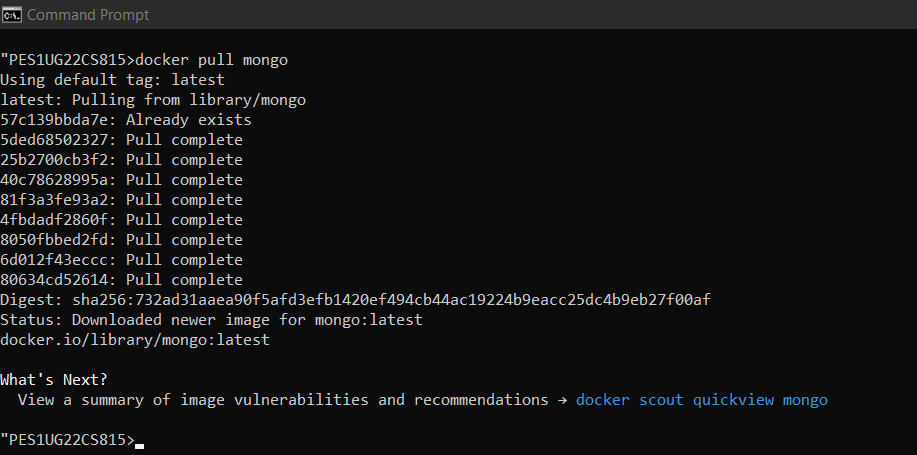 Command Prompt
"PES1UG22CS815>docker pull mongo
Using default tag: latest
latest: Pulling from library/mongo
57c139bbda7e: Already exists
5ded68502327: Pull complete
25b2700cb3f2: Pull complete
40c78628995a: Pull complete
81f3a3fe93a2: Pull complete
4fbdadf2860f: Pull complete
8050fbbed2fd: Pull complete
6d012f43eccc: Pull complete
80634cd52614: Pull complete
Digest: sha256:732ad31aaea90f5afd3efb1420ef494cb44ac19224b9eacc25dc4b9eb27f00af
Status: Downloaded newer image for mongo:latest
docker.io/library/mongo:latest
What's Next?
View a summary of image vulnerabilities and recommendations → docker scout quickview mongo
"PES1UG22CS815>